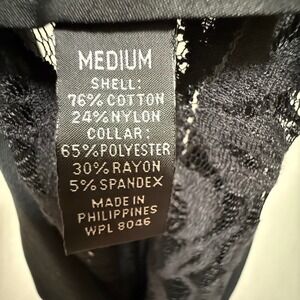 MEDIUM
SHELL:
76% COTTON
24% NYLON
COLLAR:
65% POLYESTER
30% RAYON
5% SPANDEX
MADE IN
PHILIPPINES
WPL 8046